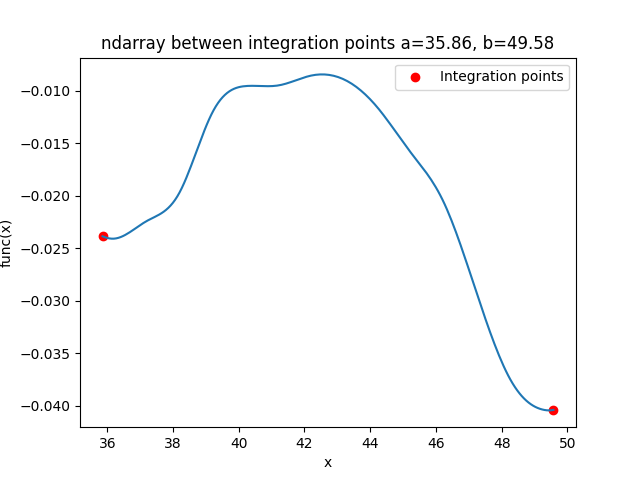 ndarray between integration points a=35.86, b=49.58
Integration points
−0.010
−0.015
−0.020
−0.025
−0.030
−0.035
−0.040
func(x)
36 38 40 42 44 46 48 50
x